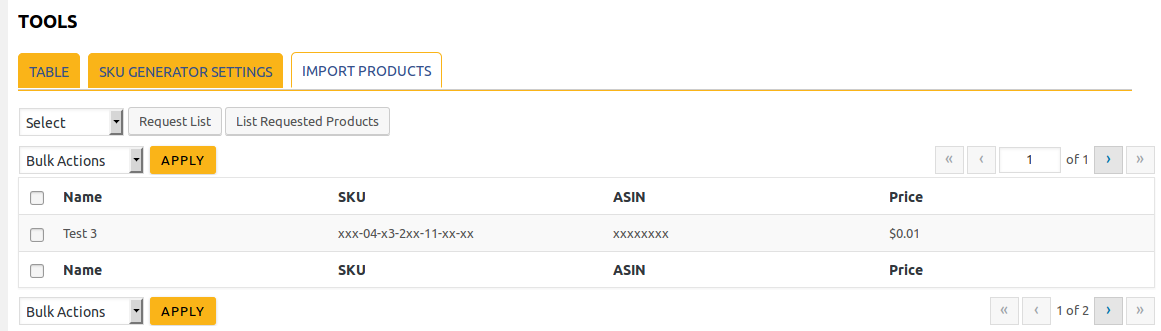 TOOLS
TABLE SKU GENERATOR SETTINGS IMPORT PRODUCTS
Select Request List List Requested Products
Bulk Actions APPLY « ‹ 1 of 1 › »
Name SKU ASIN Price
Test 3 xxx-04-x3-2xx-11-xx-xx xxxxxxxx $0.01
Name SKU ASIN Price
Bulk Actions APPLY « ‹ 1 of 2 › »